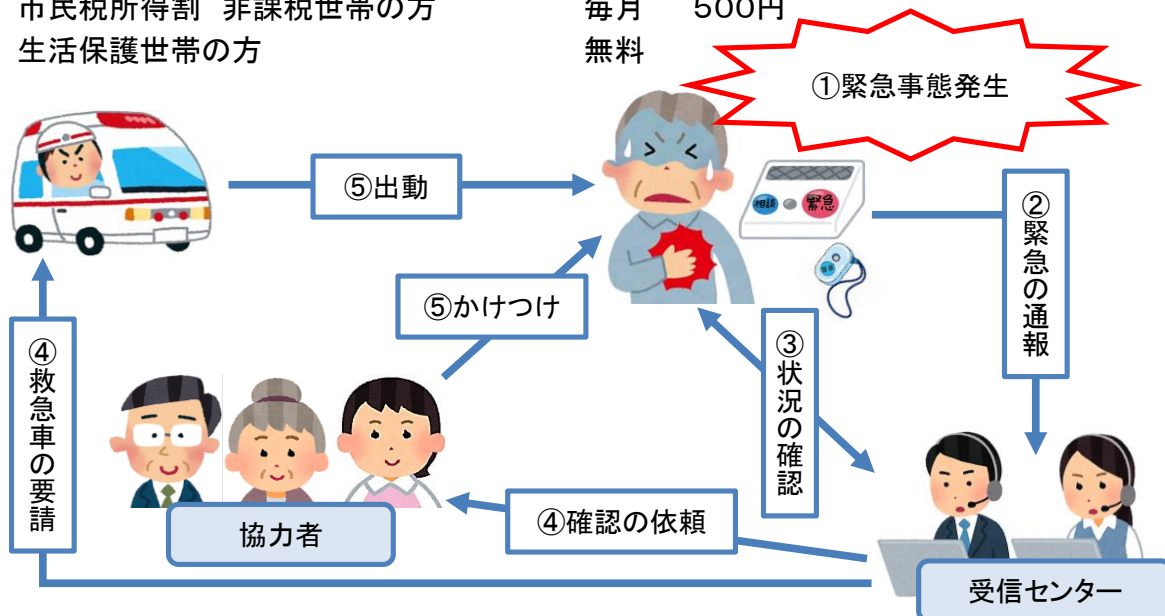 市民税所得割 非課税世帯の方 毎月 500円
生活保護世帯の方 無料
①緊急事態発生
相談 緊急
②緊急の通報
⑤出動
⑤かけつけ
③状況の確認
④救急車の要請
④確認の依頼
協力者
受信センター